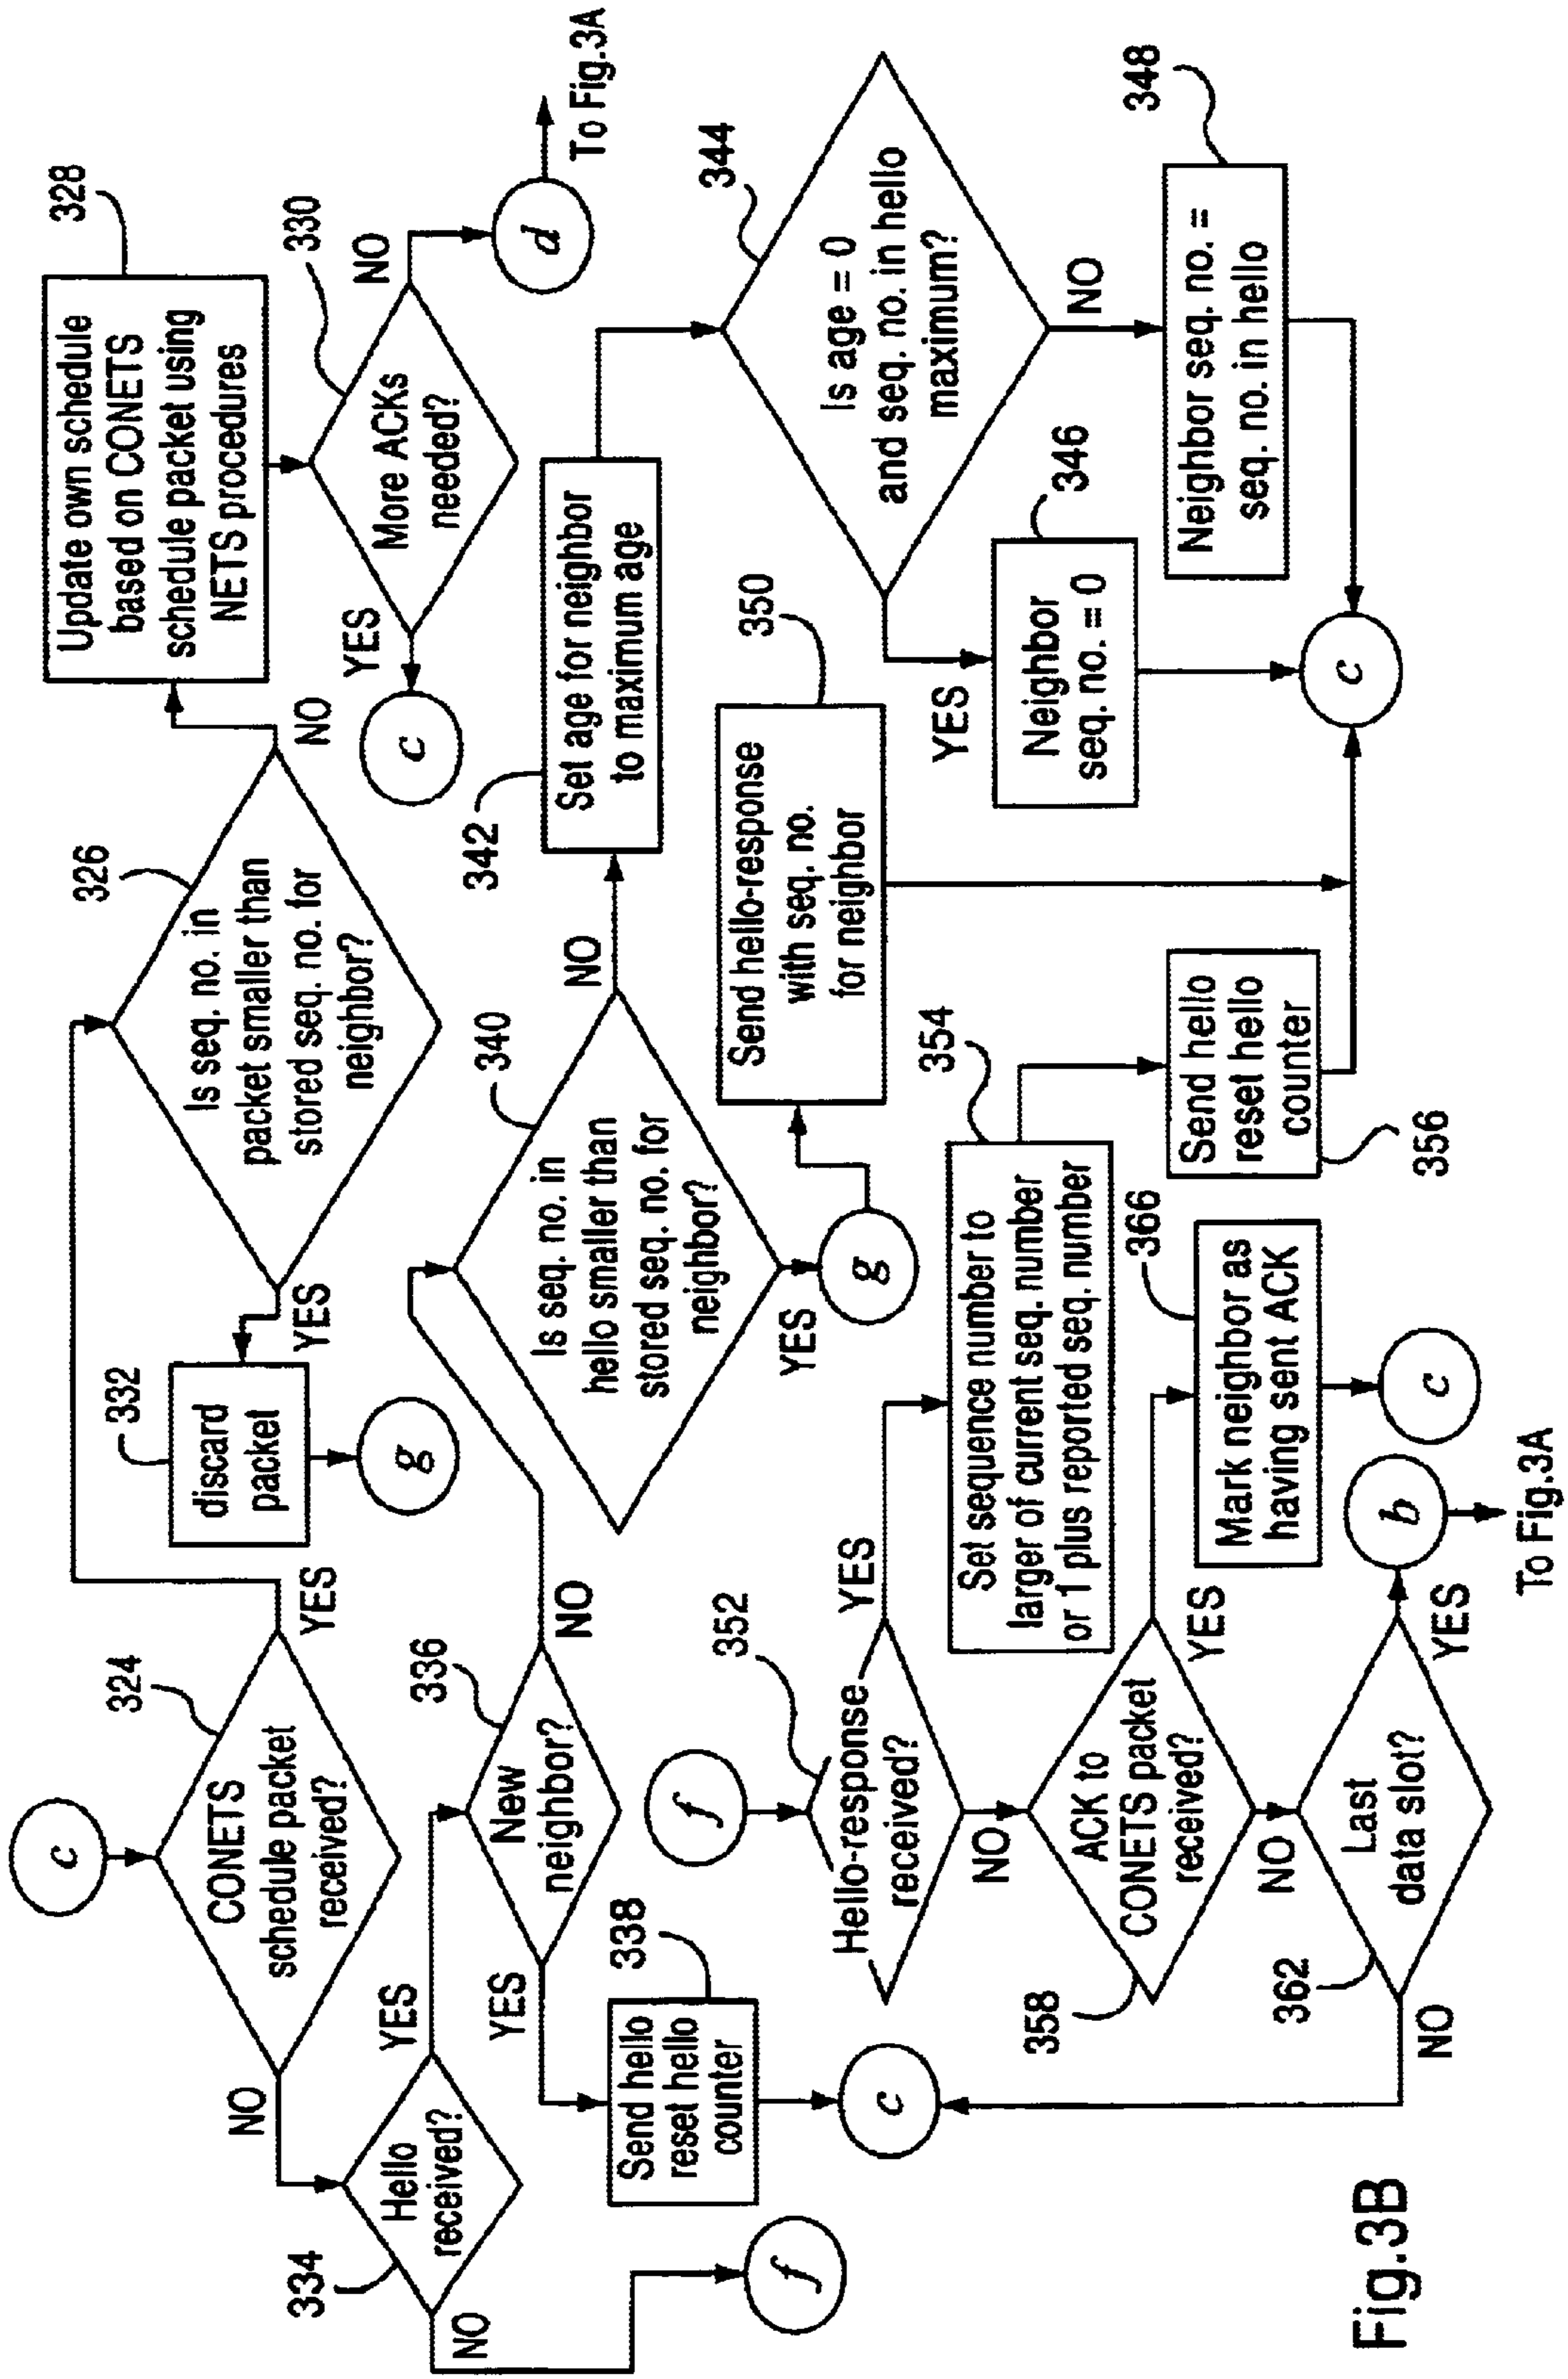 c
324
CONETS
schedule packet
received?
NO
YES
334
Hello
received?
NO
YES
f
326
Is seq. no. in
packet smaller than
stored seq. no. for
neighbor?
YES
NO
332
discard
packet
g
328
Update own schedule
based on CONETS
schedule packet using
NETS procedures
330
More ACKs
needed?
YES
NO
c
d
To Fig.3A
336
New
neighbor?
YES
NO
338
Send hello
reset hello
counter
c
340
Is seq. no. in
hello smaller than
stored seq. no. for
neighbor?
YES
NO
g
342
Set age for neighbor
to maximum age
344
Is age = 0
and seq. no. in hello
maximum?
YES
NO
346
Neighbor
seq. no. = 0
348
Neighbor seq. no. =
seq. no. in hello
c
350
Send hello-response
with seq. no.
for neighbor
f
352
Hello-response
received?
YES
NO
354
Set sequence number to
larger of current seq. number
or 1 plus reported seq. number
356
Send hello
reset hello
counter
358
ACK to
CONETS packet
received?
YES
NO
366
Mark neighbor as
having sent ACK
c
362
Last
data slot?
YES
NO
b
To Fig.3A
Fig.3B